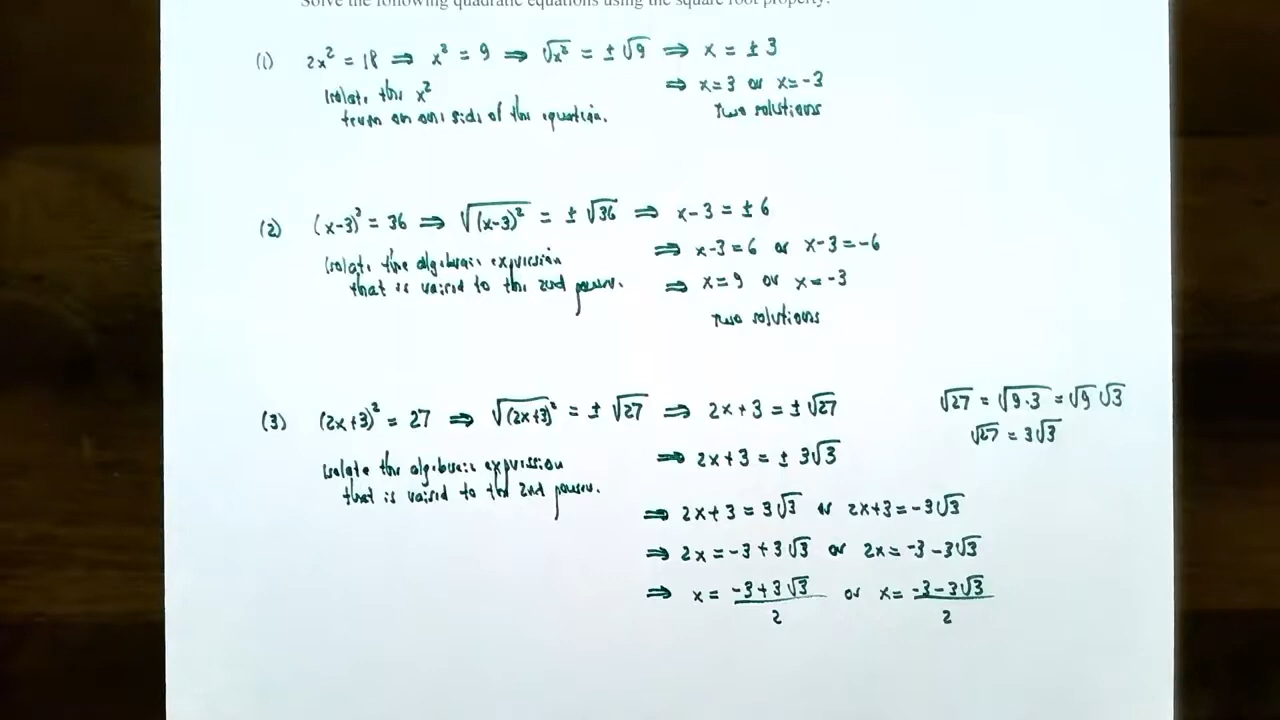 Solve the following quadratic equations using the square root property.
(1) 2x² = 18 ⇒ x² = 9 ⇒ √x² = ±√9 ⇒ x = ±3
⇒ x=3 or x=-3
Isolate the x²
term on one side of the equation.
Two solutions
(2) (x-3)² = 36 ⇒ √(x-3)² = ±√36 ⇒ x-3 = ±6
⇒ x-3=6 or x-3=-6
Isolate the algebraic expression
that is raised to the 2nd power.
⇒ x=9 or x=-3
Two solutions
(3) (2x+3)² = 27 ⇒ √(2x+3)² = ±√27 ⇒ 2x+3 = ±√27
√27 = √9·3 = √9 √3
√27 = 3√3
⇒ 2x+3 = ±3√3
Isolate the algebraic expression
that is raised to the 2nd power.
⇒ 2x+3 = 3√3 or 2x+3 = -3√3
⇒ 2x = -3+3√3 or 2x = -3-3√3
⇒ x = (-3+3√3)/2 or x = (-3-3√3)/2